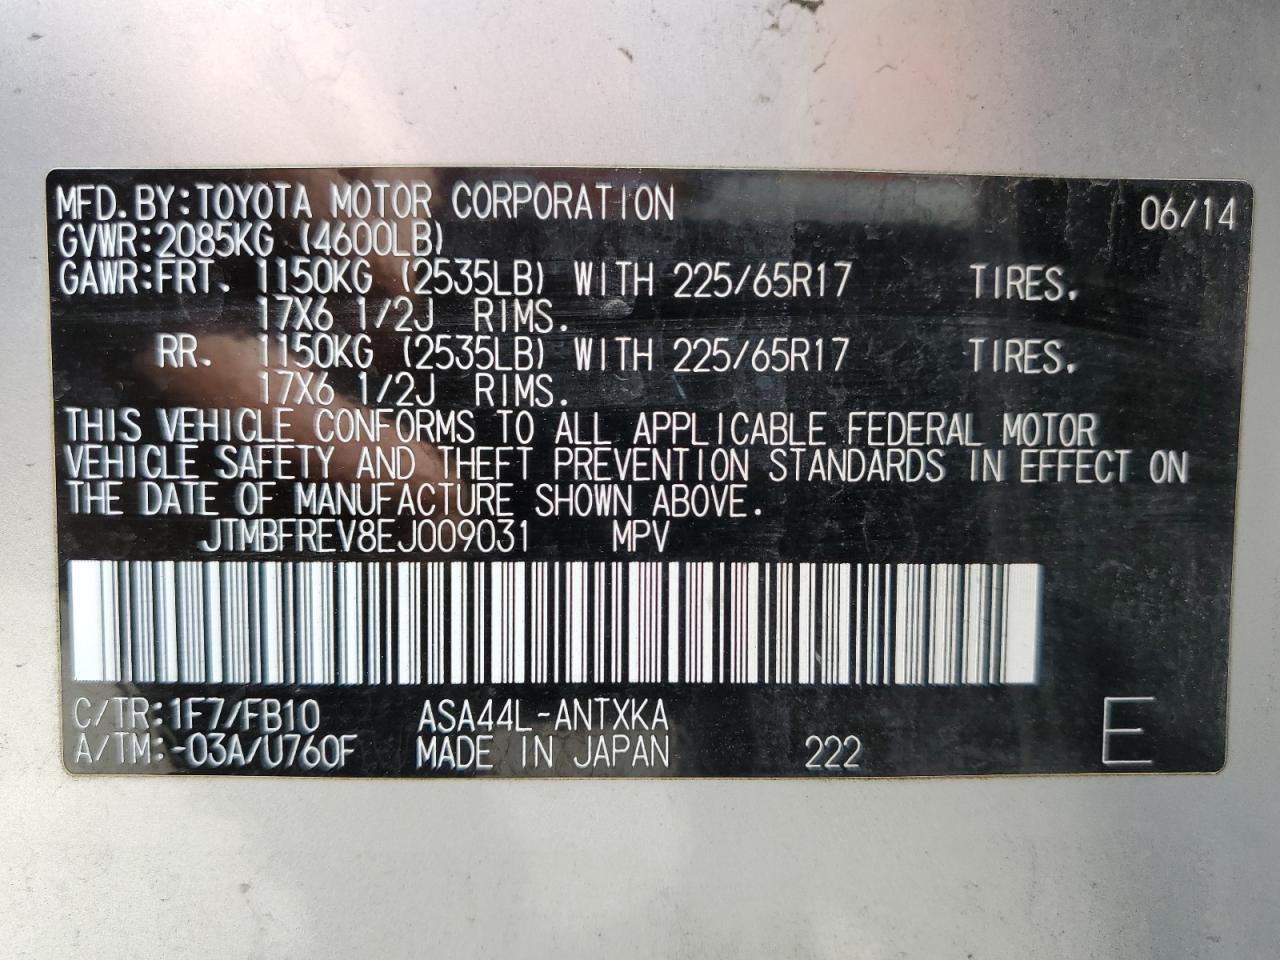 MFD.BY:TOYOTA MOTOR CORPORATION 06/14
GVWR:2085KG (4600LB)
GAWR:FRT. 1150KG (2535LB) WITH 225/65R17 TIRES,
17X6 1/2J RIMS.
RR. 1150KG (2535LB) WITH 225/65R17 TIRES,
17X6 1/2J RIMS.
THIS VEHICLE CONFORMS TO ALL APPLICABLE FEDERAL MOTOR
VEHICLE SAFETY AND THEFT PREVENTION STANDARDS IN EFFECT ON
THE DATE OF MANUFACTURE SHOWN ABOVE.
JTMBFREV8EJ009031 MPV
C/TR:1F7/FB10 ASA44L-ANTXKA
A/TM:-03A/U760F MADE IN JAPAN 222 E